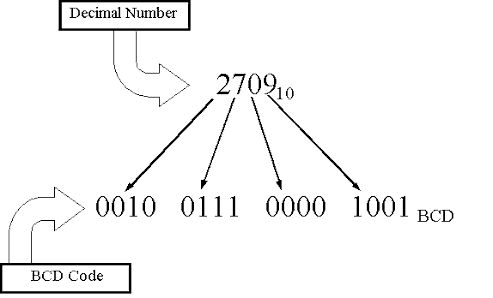 Decimal Number
2709₁₀
0010 0111 0000 1001 BCD
BCD Code